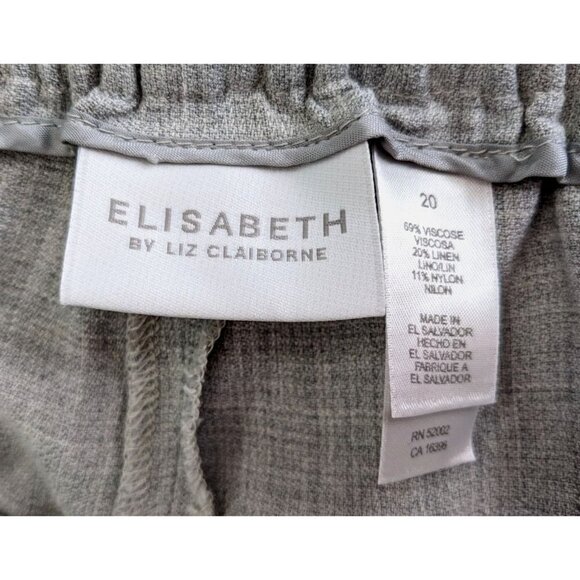 ELISABETH
BY LIZ CLAIBORNE
20
69% VISCOSE
VISCOSA
20% LINEN
LINO/LIN
11% NYLON
NILON
MADE IN
EL SALVADOR
HECHO EN
EL SALVADOR
FABRIQUE A
EL SALVADOR
RN 52002
CA 16396